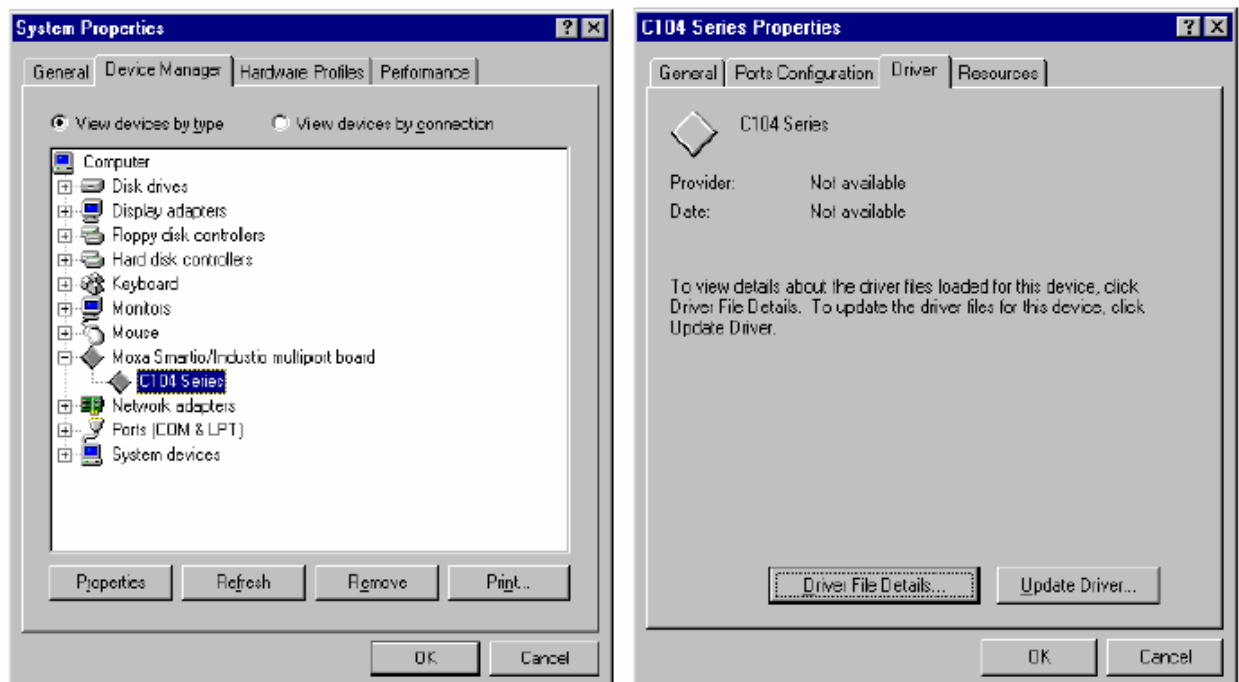 System Properties
General Device Manager Hardware Profiles Performance
View devices by type View devices by connection
Computer
Disk drives
Display adapters
Floppy disk controllers
Hard disk controllers
Keyboard
Monitors
Mouse
Moxa Smartio/Industio multiport board
C104 Series
Network adapters
Ports (COM & LPT)
System devices
Properties Refresh Remove Print...
OK Cancel
C104 Series Properties
General Ports Configuration Driver Resources
C104 Series
Provider: Not available
Date: Not available
To view details about the driver files loaded for this device, click
Driver File Details. To update the driver files for this device, click
Update Driver.
Driver File Details... Update Driver...
OK Cancel